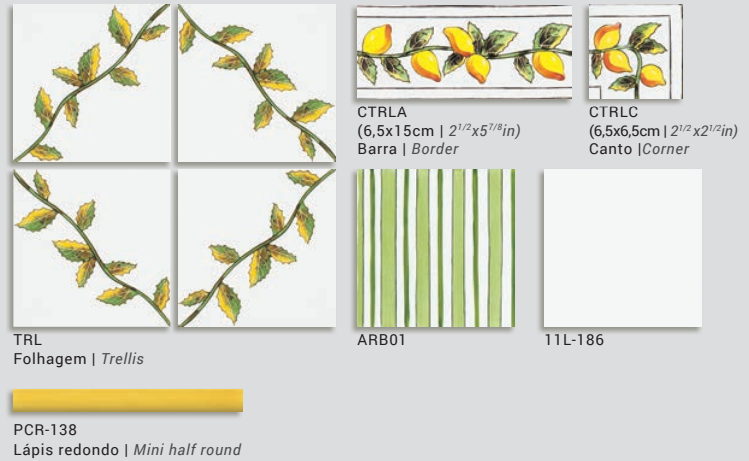 CTRLA
(6,5x15cm | 2^1/2x5^7/8in)
Barra | Border
CTRLC
(6,5x6,5cm | 2^1/2x2^1/2in)
Canto |Corner
TRL
Folhagem | Trellis
ARB01
11L-186
PCR-138
Lápis redondo | Mini half round